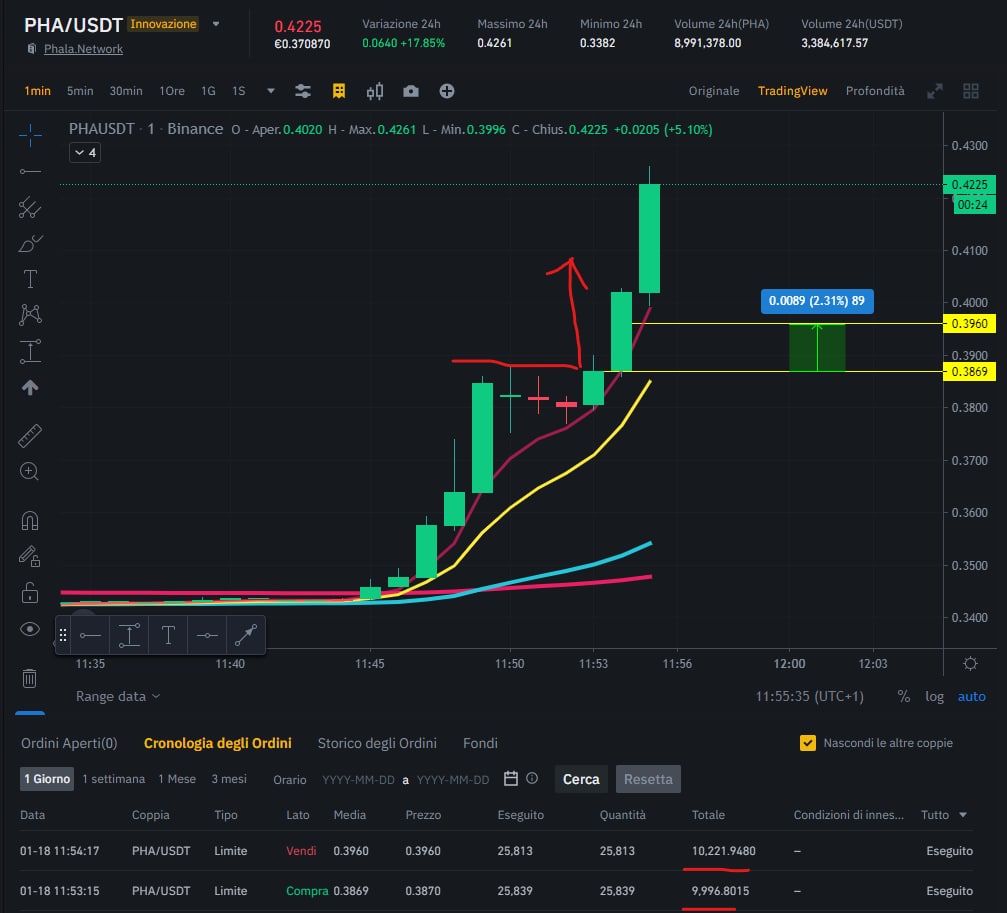 PHA/USDT Innovazione
Phala.Network
0.4225
€0.370870
Variazione 24h
0.0640 +17.85%
Massimo 24h
0.4261
Minimo 24h
0.3382
Volume 24h(PHA)
8,991,378.00
Volume 24h(USDT)
3,384,617.57
1min 5min 30min 1Ore 1G 1S Originale TradingView Profondità
PHAUSDT · 1 · Binance O - Aper.0.4020 H - Max.0.4261 L - Min.0.3996 C - Chius.0.4225 +0.0205 (+5.10%)
4
0.4300
0.4225
00:24
0.4100
0.4000
0.0089 (2.31%) 89
0.3960
0.3900
0.3869
0.3800
0.3700
0.3600
0.3500
0.3400
11:35 11:40 11:45 11:50 11:53 11:56 12:00 12:03
Range data 11:55:35 (UTC+1) % log auto
Ordini Aperti(0) Cronologia degli Ordini Storico degli Ordini Fondi Nascondi le altre coppie
1 Giorno 1 settimana 1 Mese 3 mesi Orario YYYY-MM-DD a YYYY-MM-DD Cerca Resetta
Data Coppia Tipo Lato Media Prezzo Eseguito Quantità Totale Condizioni di innes... Tutto
01-18 11:54:17 PHA/USDT Limite Vendi 0.3960 0.3960 25,813 25,813 10,221.9480 – Eseguito
01-18 11:53:15 PHA/USDT Limite Compra 0.3869 0.3870 25,839 25,839 9,996.8015 – Eseguito